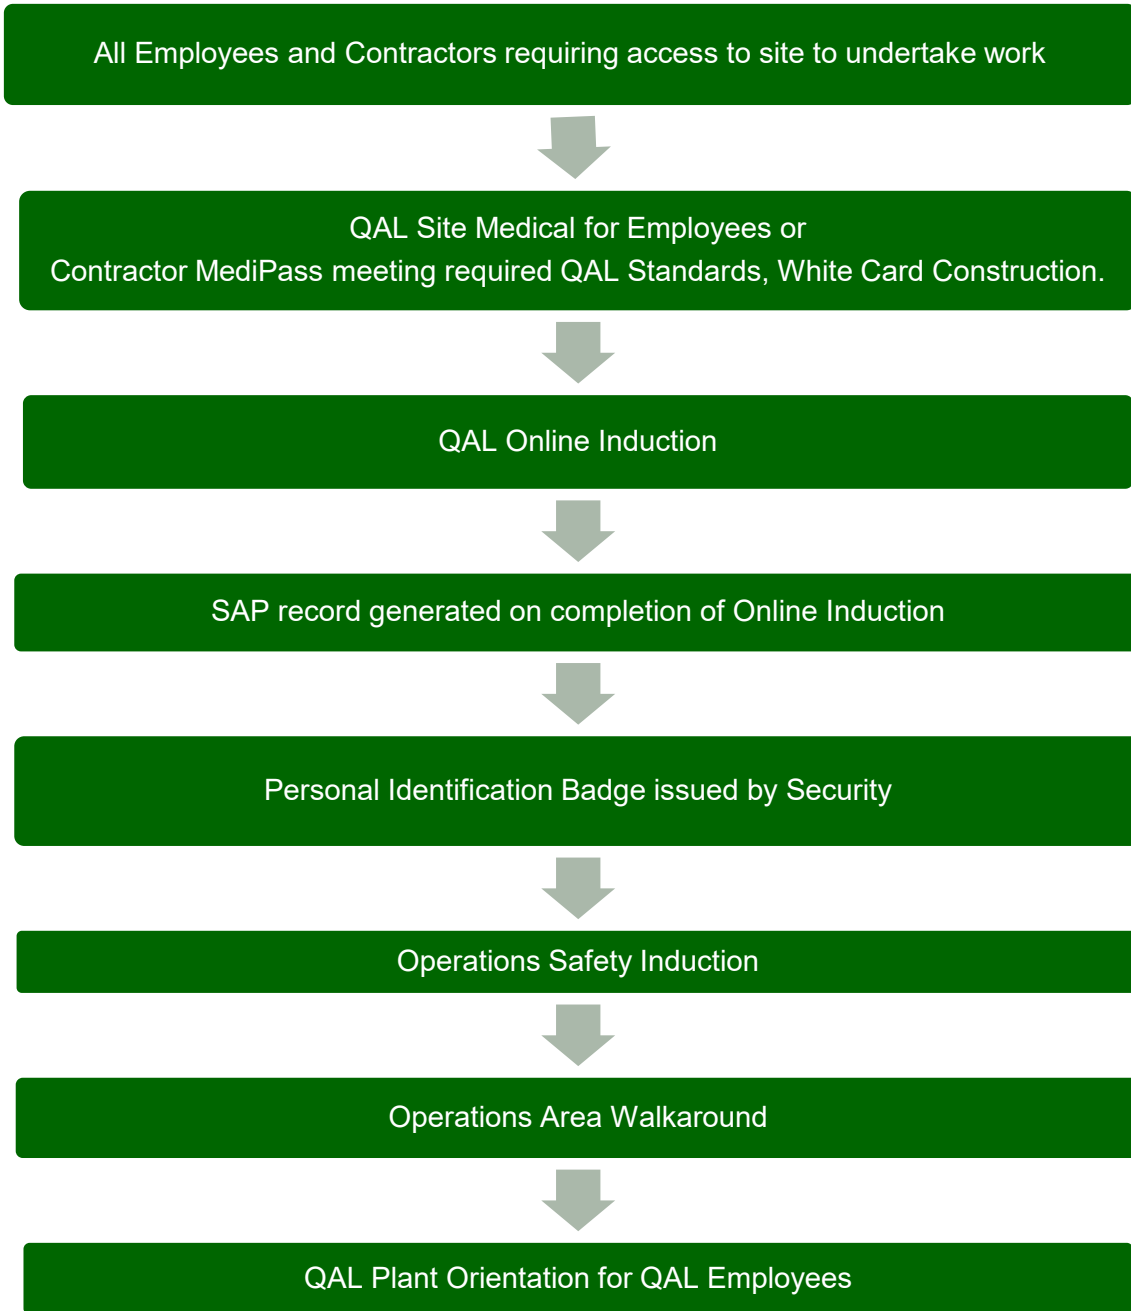 All Employees and Contractors requiring access to site to undertake work
QAL Site Medical for Employees or
Contractor MediPass meeting required QAL Standards, White Card Construction.
QAL Online Induction
SAP record generated on completion of Online Induction
Personal Identification Badge issued by Security
Operations Safety Induction
Operations Area Walkaround
QAL Plant Orientation for QAL Employees